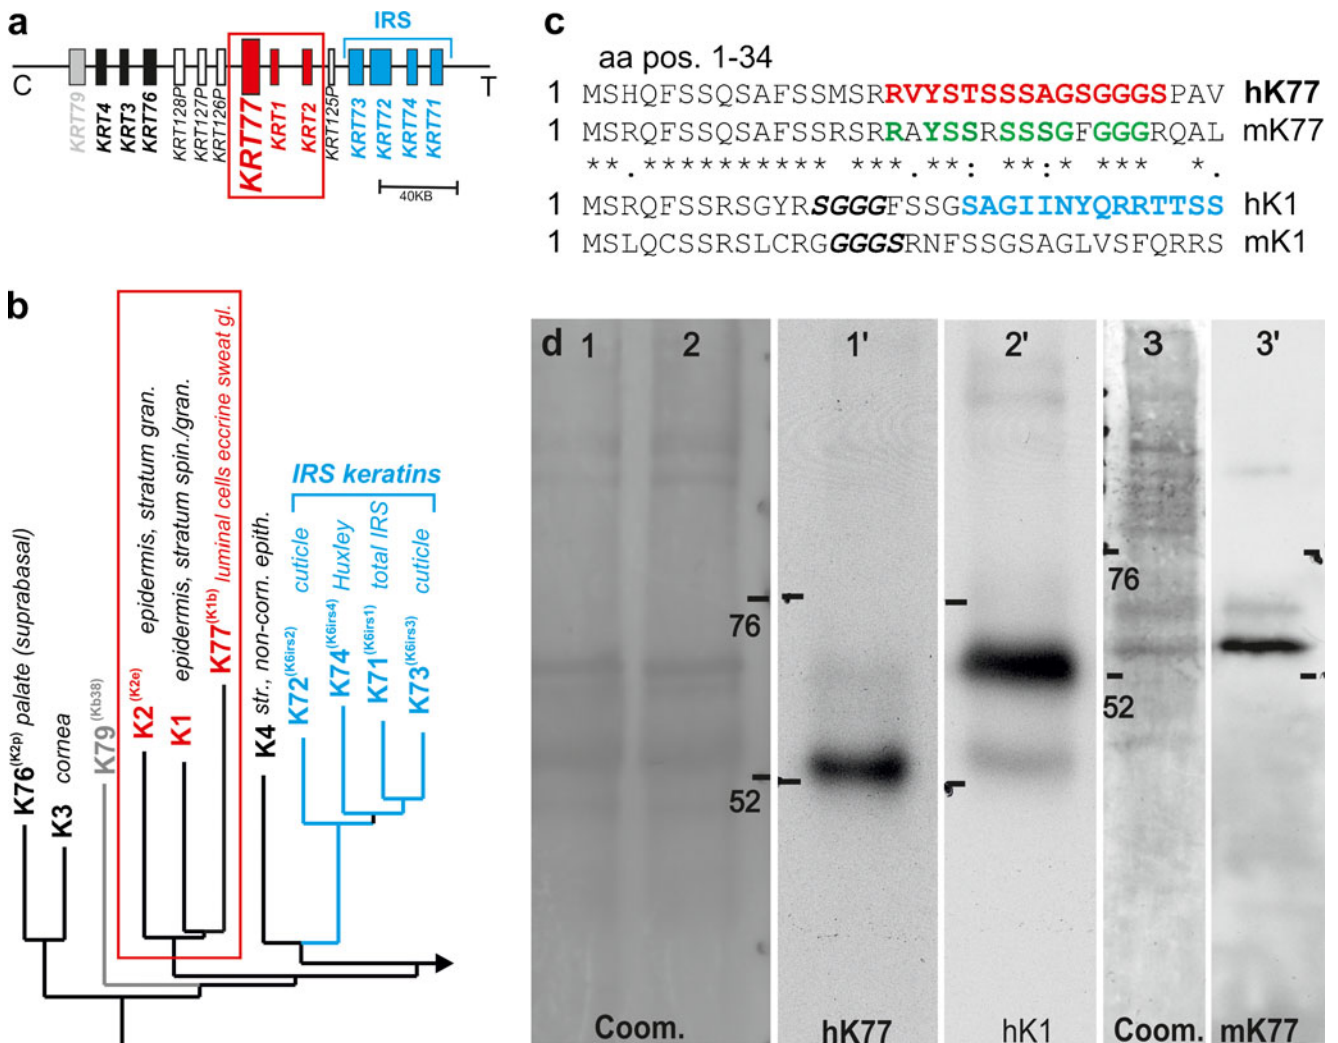 a
IRS
C
T
KRT79
KRT4
KRT3
KRT76
KRT128P
KRT127P
KRT126P
KRT77
KRT1
KRT2
KRT125P
KRT73
KRT72
KRT74
KRT71
40KB
b
K76(K2p) palate (suprabasal)
K3 cornea
K79(Kb38)
K2(K2e) epidermis, stratum gran.
K1 epidermis, stratum spin./gran.
K77(K1b) luminal cells eccrine sweat gl.
K4 str., non-corn. epith.
IRS keratins
K72(K6irs2) cuticle
K74(K6irs4) Huxley
K71(K6irs1) total IRS
K73(K6irs3) cuticle
c
aa pos. 1-34
1 MSHQFSSQSAFSSMSRRVYSTSSSAGSGGGSPAV hK77
1 MSRQFSSQSAFSSRSRRAYSSRSSSGFGGGRQAL mK77
**.********* ***.**: **:** *** *.
1 MSRQFSSRSGYRSGGGFSSGSAGIINYQRRTTSS hK1
1 MSLQCSSRSLCRGGGGSRNFSSGSAGLVSFQRRS mK1
d 1 2 1' 2' 3 3'
76
52
76
52
Coom. hK77 hK1 Coom. mK77